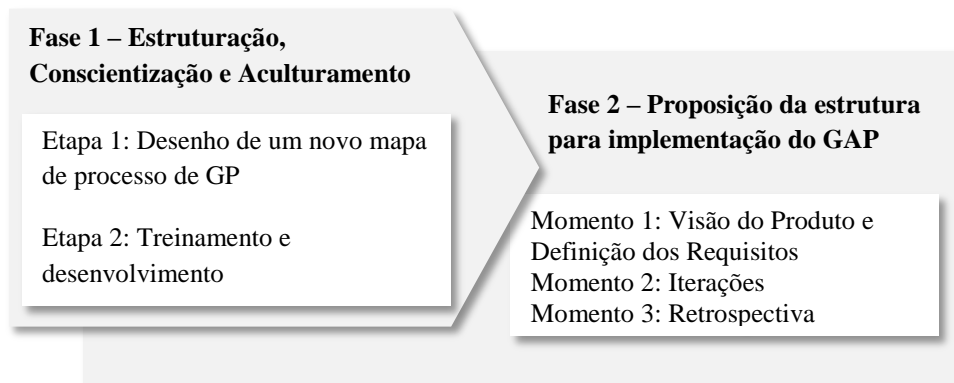 Fase 1 – Estruturação,
Conscientização e Aculturamento
Etapa 1: Desenho de um novo mapa
de processo de GP
Etapa 2: Treinamento e
desenvolvimento
Fase 2 – Proposição da estrutura
para implementação do GAP
Momento 1: Visão do Produto e
Definição dos Requisitos
Momento 2: Iterações
Momento 3: Retrospectiva